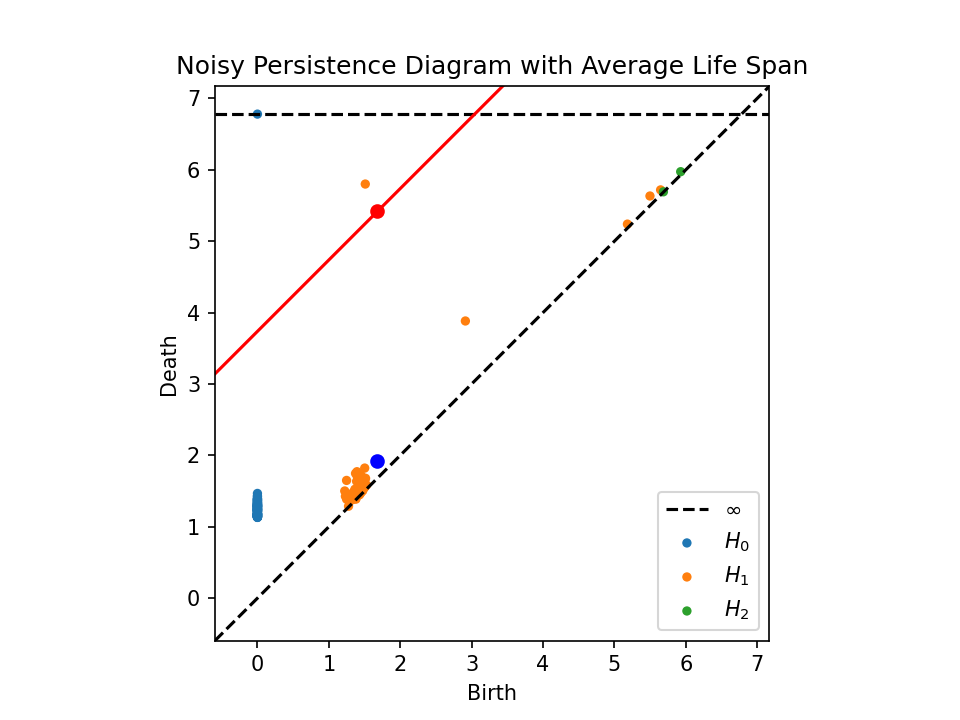 Noisy Persistence Diagram with Average Life Span
7
6
5
4
3
2
1
0
Death
0 1 2 3 4 5 6 7
Birth
∞
H₀
H₁
H₂